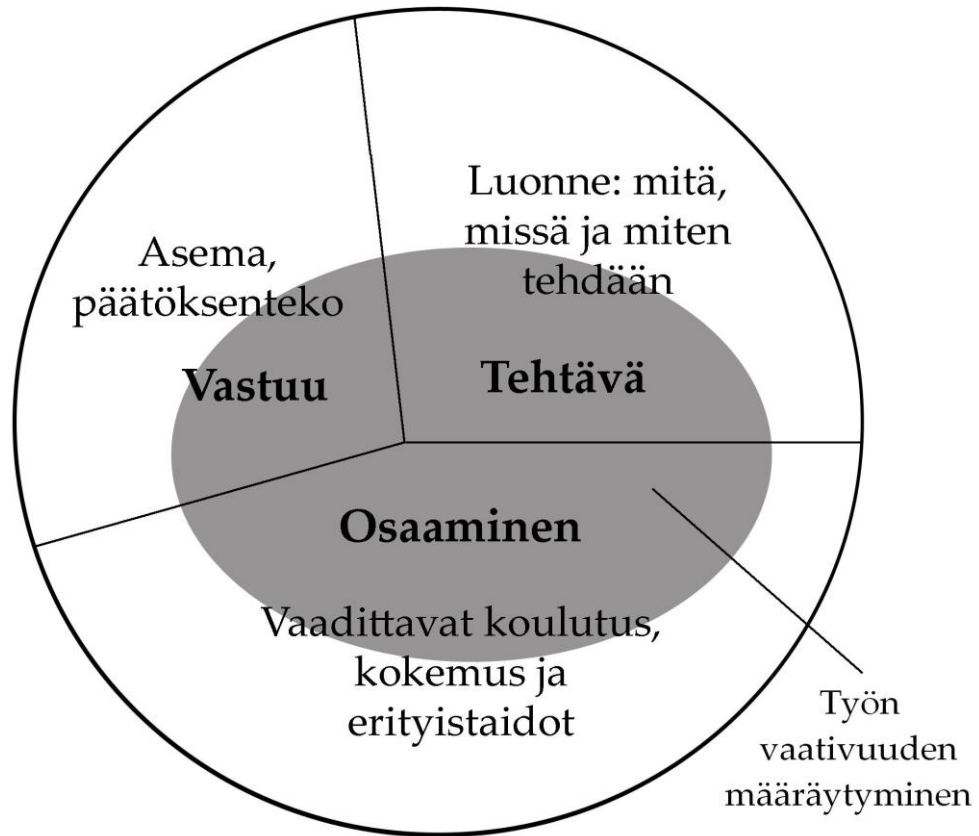 Luonne: mitä,
missä ja miten
tehdään
Asema,
päätöksenteko
Vastuu
Tehtävä
Osaaminen
Vaadittavat koulutus,
kokemus ja
erityistaidot
Työn
vaativuuden
määräytyminen